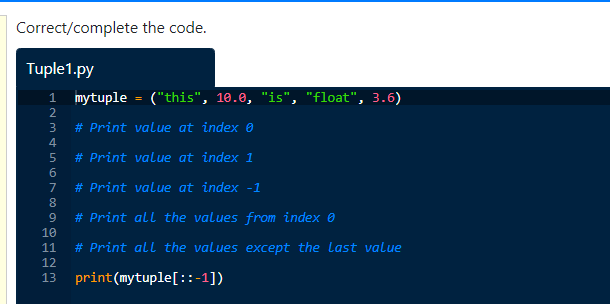 Correct/complete the code.
Tuple1.py
1 mytuple = ("this", 10.0, "is", "float", 3.6)
2
3 # Print value at index 0
4
5 # Print value at index 1
6
7 # Print value at index -1
8
9 # Print all the values from index 0
10
11 # Print all the values except the last value
12
13 print(mytuple[::-1])